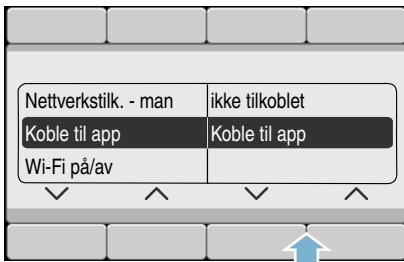 Nettverkstilk. - man ikke tilkoblet
Koble til app Koble til app
Wi-Fi på/av